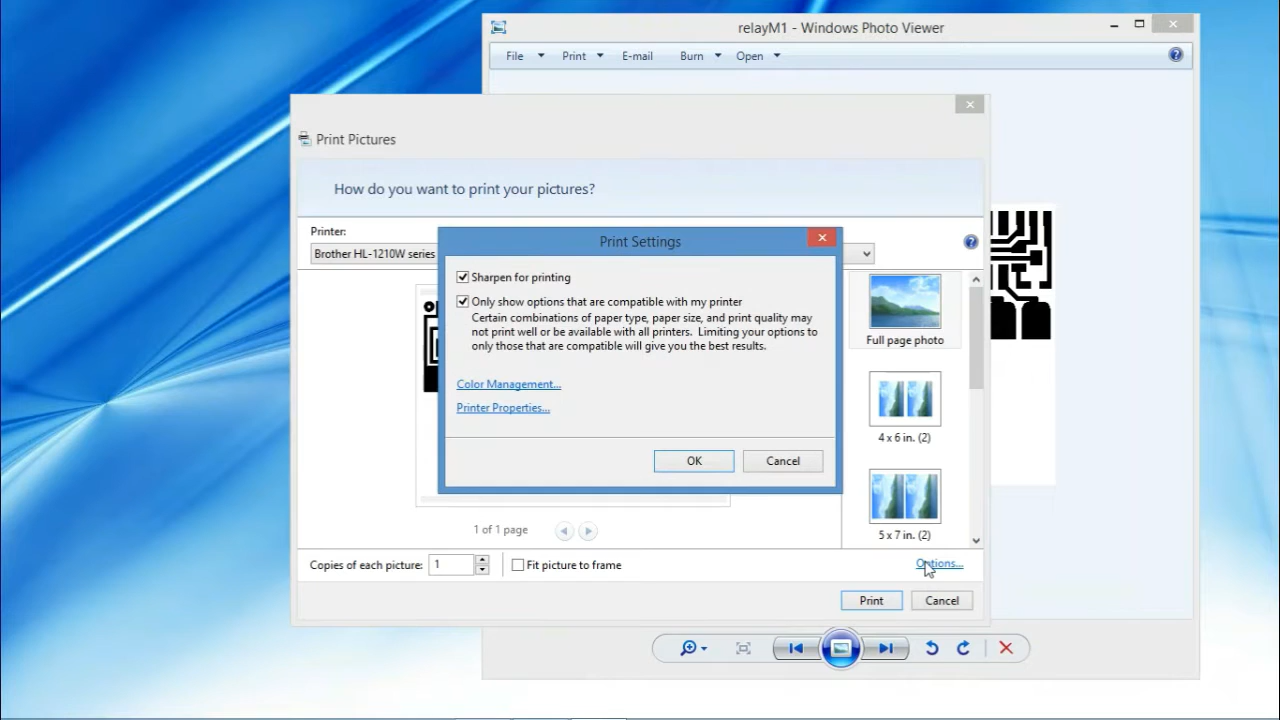 relayM1 - Windows Photo Viewer
File Print E-mail Burn Open
Print Pictures
How do you want to print your pictures?
Printer:
Brother HL-1210W series
Print Settings
Sharpen for printing
Only show options that are compatible with my printer
Certain combinations of paper type, paper size, and print quality may
not print well or be available with all printers. Limiting your options to
only those that are compatible will give you the best results.
Color Management...
Printer Properties...
OK Cancel
Full page photo
4 x 6 in. (2)
5 x 7 in. (2)
1 of 1 page
Copies of each picture: 1 Fit picture to frame Options...
Print Cancel